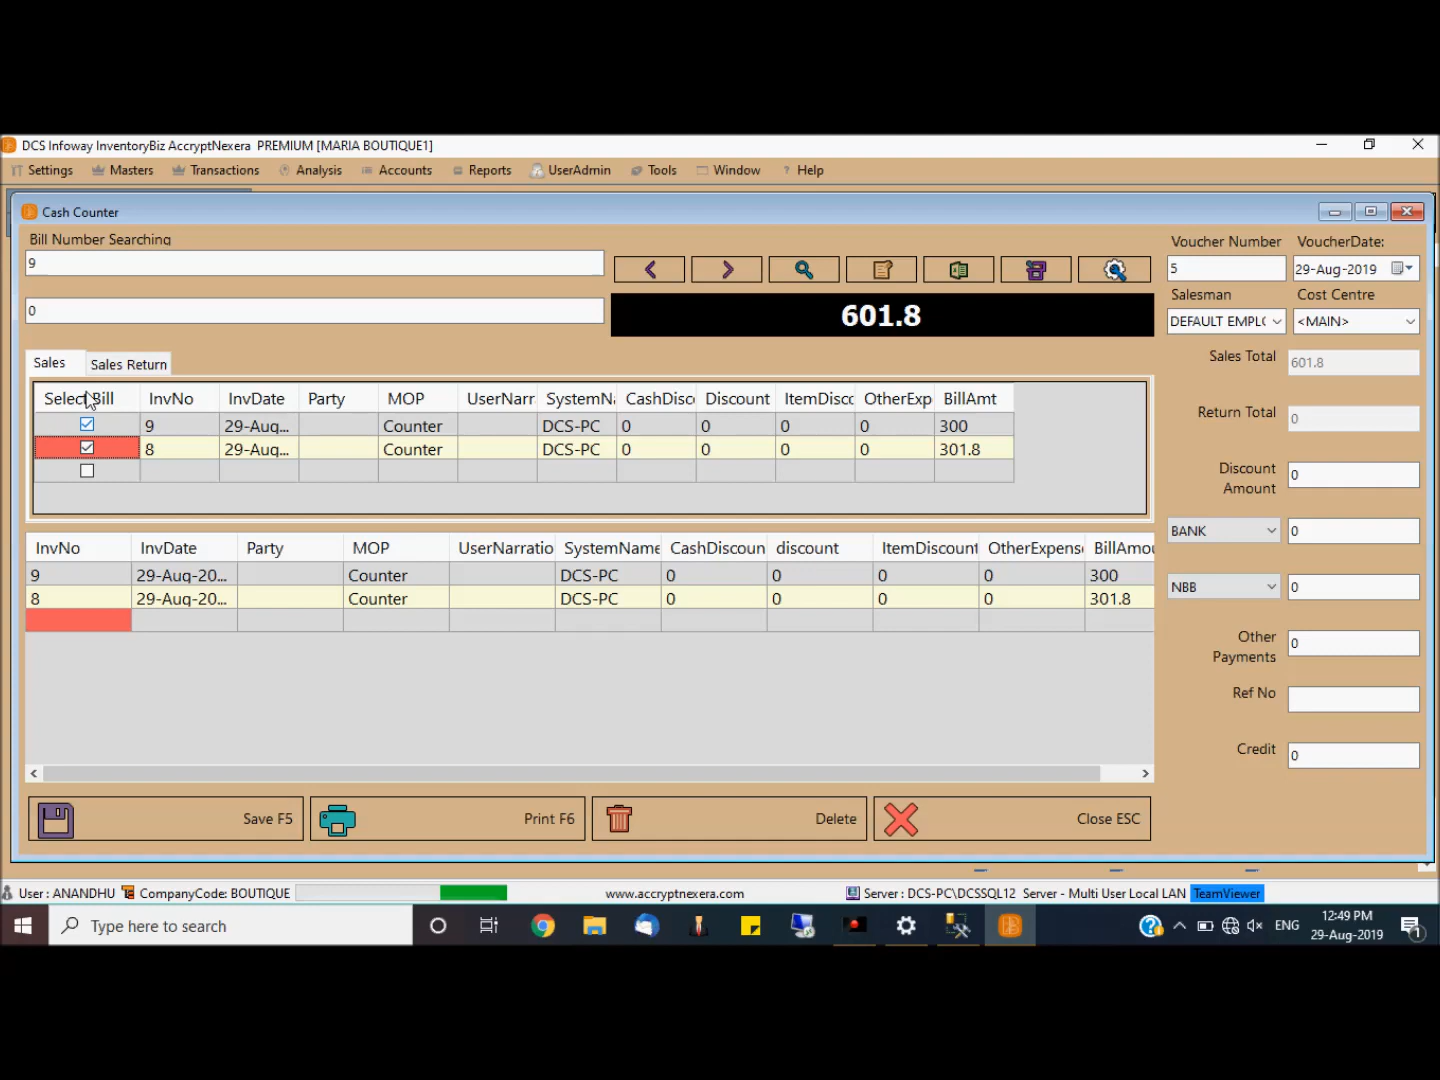 DCS Infoway InventoryBiz AccryptNexera PREMIUM [MARIA BOUTIQUE1]
Settings Masters Transactions Analysis Accounts Reports UserAdmin Tools Window ? Help
Cash Counter
Bill Number Searching
9
0
601.8
Voucher Number VoucherDate:
5 29-Aug-2019
Salesman Cost Centre
DEFAULT EMPL( <MAIN>
Sales Total 601.8
Return Total 0
Discount
Amount 0
BANK 0
NBB 0
Other
Payments 0
Ref No
Credit 0
Sales Sales Return
Select Bill InvNo InvDate Party MOP UserNarr SystemN CashDisc Discount ItemDisc OtherExp BillAmt
9 29-Aug... Counter DCS-PC 0 0 0 0 300
8 29-Aug... Counter DCS-PC 0 0 0 0 301.8
InvNo InvDate Party MOP UserNarratio SystemName CashDiscoun discount ItemDiscount OtherExpens BillAmou
9 29-Aug-20... Counter DCS-PC 0 0 0 0 300
8 29-Aug-20... Counter DCS-PC 0 0 0 0 301.8
Save F5 Print F6 Delete Close ESC
User : ANANDHU CompanyCode: BOUTIQUE www.accryptnexera.com Server : DCS-PC\DCSSQL12 Server - Multi User Local LAN TeamViewer
Type here to search ENG 12:49 PM
29-Aug-2019 1